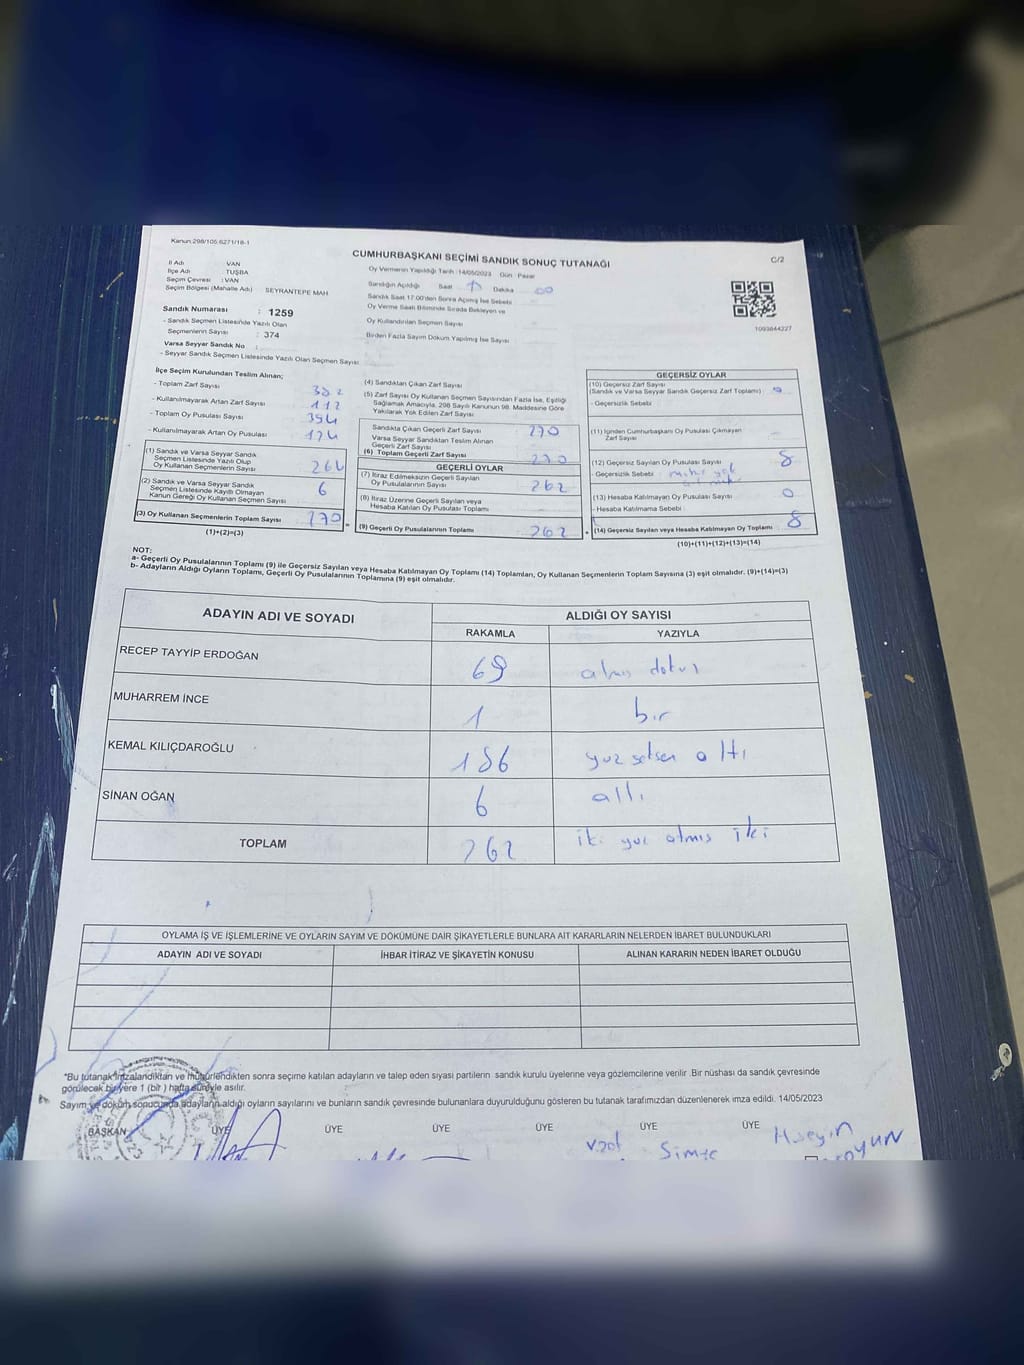 Kanun:298/105 6271/18-1
CUMHURBAŞKANI SEÇİMİ SANDIK SONUÇ TUTANAĞI
C/2
İl Adı VAN
İlçe Adı TUŞBA
Seçim Çevresi : VAN
Seçim Bölgesi (Mahalle Adı) SEYRANTEPE MAH
Oy Vermenin Yapıldığı Tarih :14/05/2023 Gün : Pazar
Sandığın Açıldığı Saat Dakika 00
Sandık Saat 17:00'den Sonra Açılmış İse Sebebi
Oy Verme Saati Bitiminde Sırada Bekleyen ve
Oy Kullandırılan Seçmen Sayısı
Birden Fazla Sayım Döküm Yapılmış İse Sayısı
1093644227
Sandık Numarası : 1259
- Sandık Seçmen Listesinde Yazılı Olan
Seçmenlerin Sayısı : 374
Varsa Seyyar Sandık No :
- Seyyar Sandık Seçmen Listesinde Yazılı Olan Seçmen Sayısı
İlçe Seçim Kurulundan Teslim Alınan;
- Toplam Zarf Sayısı 382
- Kullanılmayarak Artan Zarf Sayısı 112
- Toplam Oy Pusulası Sayısı 394
- Kullanılmayarak Artan Oy Pusulası 124
(1) Sandık ve Varsa Seyyar Sandık
Seçmen Listesinde Yazılı Olup
Oy Kullanan Seçmenlerin Sayısı 264
(2) Sandık ve Varsa Seyyar Sandık
Seçmen Listesinde Kayıtlı Olmayan
Kanun Gereği Oy Kullanan Seçmen Sayısı 6
(3) Oy Kullanan Seçmenlerin Toplam Sayısı 270
(1)+(2)=(3)
(4) Sandıktan Çıkan Zarf Sayısı
(5) Zarf Sayısı Oy Kullanan Seçmen Sayısından Fazla İse, Eşitliği
Sağlamak Amacıyla, 298 Sayılı Kanunun 98. Maddesine Göre
Yakılarak Yok Edilen Zarf Sayısı
Sandıkta Çıkan Geçerli Zarf Sayısı 270
Varsa Seyyar Sandıktan Teslim Alınan
Geçerli Zarf Sayısı
(6) Toplam Geçerli Zarf Sayısı 270
GEÇERLİ OYLAR
(7) İtiraz Edilmeksizin Geçerli Sayılan
Oy Pusulalarının Sayısı 262
(8) İtiraz Üzerine Geçerli Sayılan veya
Hesaba Katılan Oy Pusulaları Toplamı
(9) Geçerli Oy Pusulalarının Toplamı 262
GEÇERSİZ OYLAR
(10) Geçersiz Zarf Sayısı
(Sandık ve Varsa Seyyar Sandık Geçersiz Zarf Toplamı)
- Geçersizlik Sebebi
(11) İçinden Cumhurbaşkanı Oy Pusulası Çıkmayan
Zarf Sayısı
(12) Geçersiz Sayılan Oy Pusulası Sayısı 8
- Geçersizlik Sebebi
(13) Hesaba Katılmayan Oy Pusulası Sayısı 0
- Hesaba Katılmama Sebebi
(14) Geçersiz Sayılan veya Hesaba Katılmayan Oy Toplamı 8
(10)+(11)+(12)+(13)=(14)
NOT:
a- Geçerli Oy Pusulalarının Toplamı (9) ile Geçersiz Sayılan veya Hesaba Katılmayan Oy Toplamı (14) Toplamları, Oy Kullanan Seçmenlerin Toplam Sayısına (3) eşit olmalıdır. (9)+(14)=(3)
b- Adayların Aldığı Oyların Toplamı, Geçerli Oy Pusulalarının Toplamına (9) eşit olmalıdır.
ADAYIN ADI VE SOYADI ALDIĞI OY SAYISI
RAKAMLA YAZIYLA
RECEP TAYYİP ERDOĞAN 69 atmış dokuz
MUHARREM İNCE 1 bir
KEMAL KILIÇDAROĞLU 186 yüz seksen altı
SİNAN OĞAN 6 altı
TOPLAM 262 iki yüz atmış iki
OYLAMA İŞ VE İŞLEMLERİNE VE OYLARIN SAYIM VE DÖKÜMÜNE DAİR ŞİKAYETLERLE BUNLARA AİT KARARLARIN NELERDEN İBARET BULUNDUKLARI
ADAYIN ADI VE SOYADI İHBAR İTİRAZ VE ŞİKAYETİN KONUSU ALINAN KARARIN NEDEN İBARET OLDUĞU
*Bu tutanak imzalandıktan ve mühürlendikten sonra seçime katılan adayların ve talep eden siyasi partilerin sandık kurulu üyelerine veya gözlemcilerine verilir .Bir nüshası da sandık çevresinde
görülecek bir yere 1 (bir ) hafta süreyle asılır.
Sayım ve döküm sonucunda adayların aldığı oyların sayılarını ve bunların sandık çevresinde bulunanlara duyurulduğunu gösteren bu tutanak tarafımızdan düzenlenerek imza edildi. 14/05/2023
BAŞKAN ÜYE ÜYE ÜYE ÜYE ÜYE ÜYE
Hüseyin